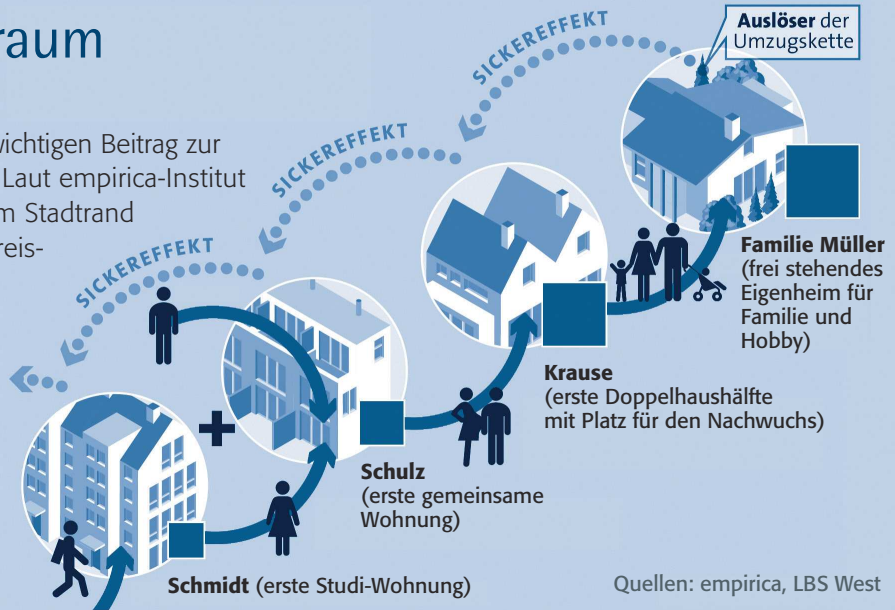 raum
wichtigen Beitrag zur
Laut empirica-Institut
m Stadtrand
reis-
Auslöser der
Umzugskette
SICKEREFFEKT
SICKEREFFEKT
SICKEREFFEKT
Familie Müller
(frei stehendes
Eigenheim für
Familie und
Hobby)
Krause
(erste Doppelhaushälfte
mit Platz für den Nachwuchs)
+
Schulz
(erste gemeinsame
Wohnung)
Schmidt (erste Studi-Wohnung)
Quellen: empirica, LBS West